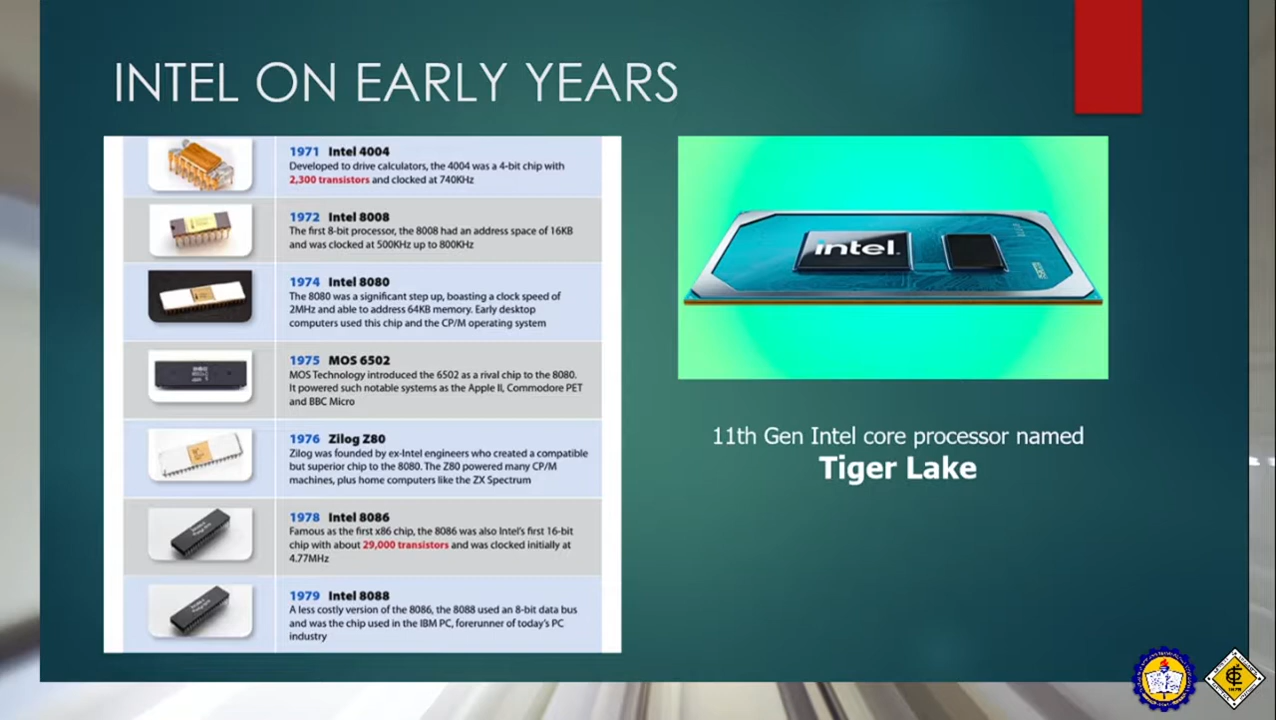 INTEL ON EARLY YEARS
1971 Intel 4004
Developed to drive calculators, the 4004 was a 4-bit chip with
2,300 transistors and clocked at 740KHz
1972 Intel 8008
The first 8-bit processor, the 8008 had an address space of 16KB
and was clocked at 500KHz up to 800KHz
1974 Intel 8080
The 8080 was a significant step up, boasting a clock speed of
2MHz and able to address 64KB memory. Early desktop
computers used this chip and the CP/M operating system
1975 MOS 6502
MOS Technology introduced the 6502 as a rival chip to the 8080.
It powered such notable systems as the Apple II, Commodore PET
and BBC Micro
1976 Zilog Z80
Zilog was founded by ex-Intel engineers who created a compatible
but superior chip to the 8080. The Z80 powered many CP/M
machines, plus home computers like the ZX Spectrum
1978 Intel 8086
Famous as the first x86 chip, the 8086 was also Intel's first 16-bit
chip with about 29,000 transistors and was clocked initially at
4.77MHz
1979 Intel 8088
A less costly version of the 8086, the 8088 used an 8-bit data bus
and was the chip used in the IBM PC, forerunner of today's PC
industry
intel.
11th Gen Intel core processor named
Tiger Lake